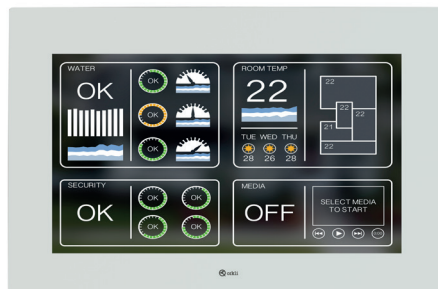 WATER
OK
OK
OK
OK
ROOM TEMP
22
TUE WED THU
28 26 28
22
22
22
21
22
SECURITY
OK
OK OK
OK OK
MEDIA
OFF
SELECT MEDIA
TO START
orkli